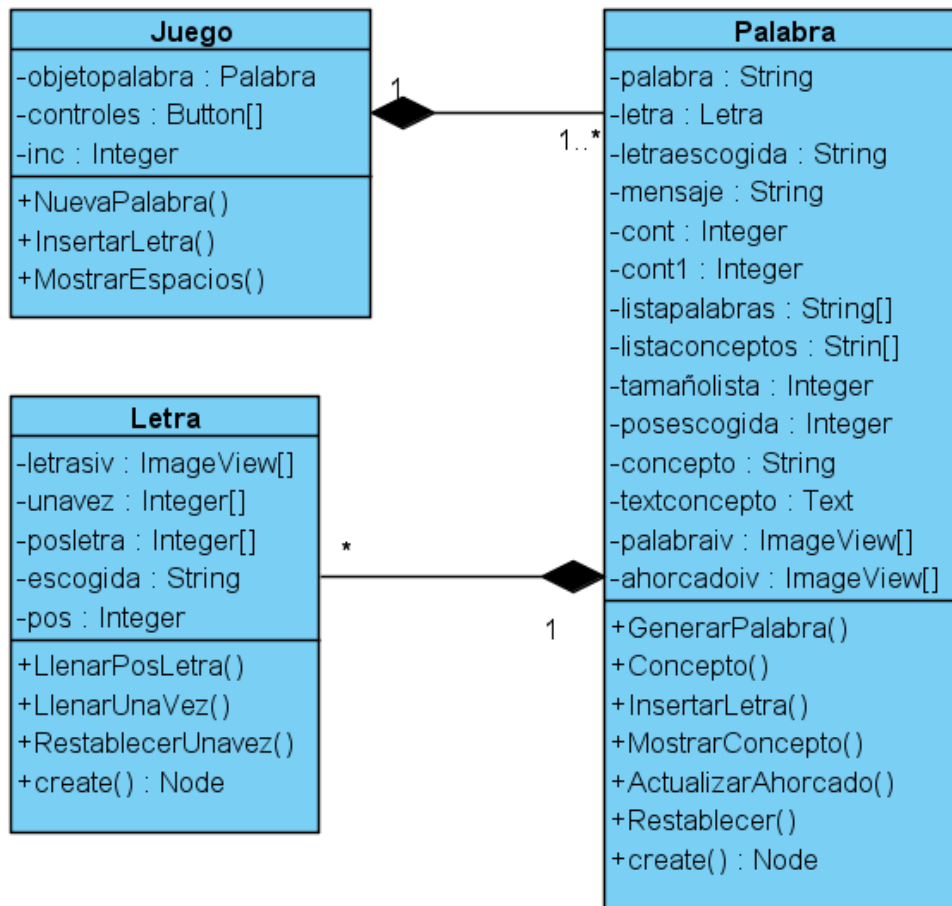 Juego
-objetopalabra : Palabra
-controles : Button[]
-inc : Integer
+NuevaPalabra()
+InsertarLetra()
+MostrarEspacios()
1
1..*
Palabra
-palabra : String
-letra : Letra
-letraescogida : String
-mensaje : String
-cont : Integer
-cont1 : Integer
-listapalabras : String[]
-listaconceptos : Strin[]
-tamañolista : Integer
-posescogida : Integer
-concepto : String
-textconcepto : Text
-palabraiv : ImageView[]
-ahorcadoiv : ImageView[]
+GenerarPalabra()
+Concepto()
+InsertarLetra()
+MostrarConcepto()
+ActualizarAhorcado()
+Restablecer()
+create() : Node
Letra
-letrasiv : ImageView[]
-unavez : Integer[]
-posletra : Integer[]
-escogida : String
-pos : Integer
+LlenarPosLetra()
+LlenarUnaVez()
+RestablecerUnavez()
+create() : Node
*
1